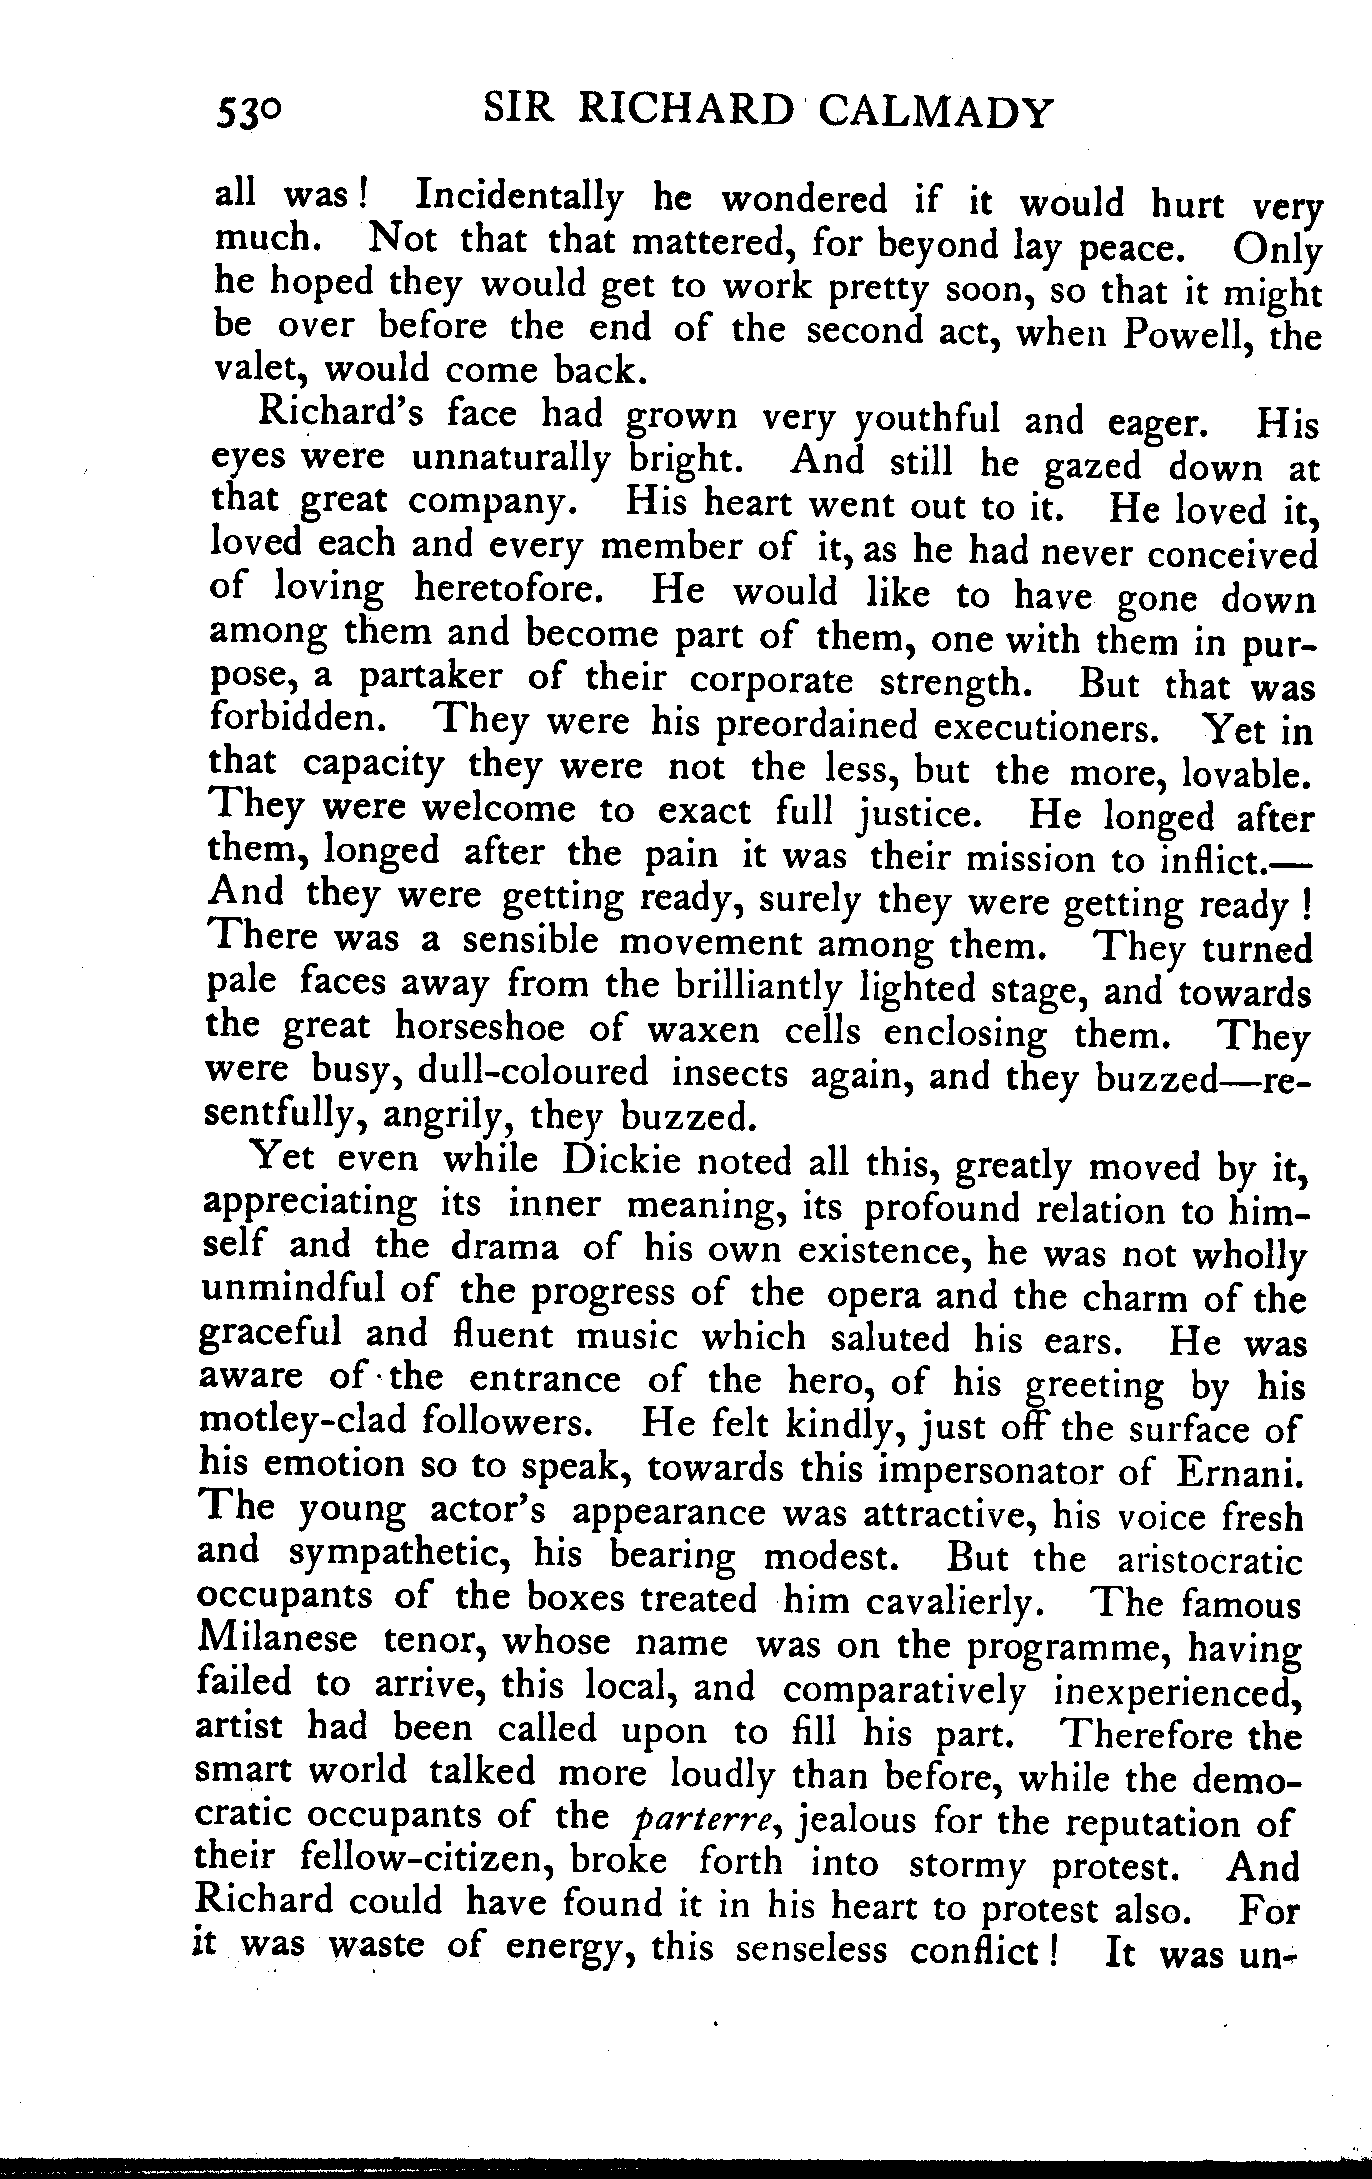 530 SIR RICHARD CALMADY
all was! Incidentally he wondered if it would hurt very
much. Not that that mattered, for beyond lay peace. Only
he hoped they would get to work pretty soon, so that it might
be over before the end of the second act, when Powell, the
valet, would come back.
Richard's face had grown very youthful and eager. His
eyes were unnaturally bright. And still he gazed down at
that great company. His heart went out to it. He loved it,
loved each and every member of it, as he had never conceived
of loving heretofore. He would like to have gone down
among them and become part of them, one with them in pur-
pose, a partaker of their corporate strength. But that was
forbidden. They were his preordained executioners. Yet in
that capacity they were not the less, but the more, lovable.
They were welcome to exact full justice. He longed after
them, longed after the pain it was their mission to inflict.—
And they were getting ready, surely they were getting ready!
There was a sensible movement among them. They turned
pale faces away from the brilliantly lighted stage, and towards
the great horseshoe of waxen cells enclosing them. They
were busy, dull-coloured insects again, and they buzzed—re-
sentfully, angrily, they buzzed.
Yet even while Dickie noted all this, greatly moved by it,
appreciating its inner meaning, its profound relation to him-
self and the drama of his own existence, he was not wholly
unmindful of the progress of the opera and the charm of the
graceful and fluent music which saluted his ears. He was
aware of the entrance of the hero, of his greeting by his
motley-clad followers. He felt kindly, just off the surface of
his emotion so to speak, towards this impersonator of Ernani.
The young actor's appearance was attractive, his voice fresh
and sympathetic, his bearing modest. But the aristocratic
occupants of the boxes treated him cavalierly. The famous
Milanese tenor, whose name was on the programme, having
failed to arrive, this local, and comparatively inexperienced,
artist had been called upon to fill his part. Therefore the
smart world talked more loudly than before, while the demo-
cratic occupants of the parterre, jealous for the reputation of
their fellow-citizen, broke forth into stormy protest. And
Richard could have found it in his heart to protest also. For
it was waste of energy, this senseless conflict! It was un-